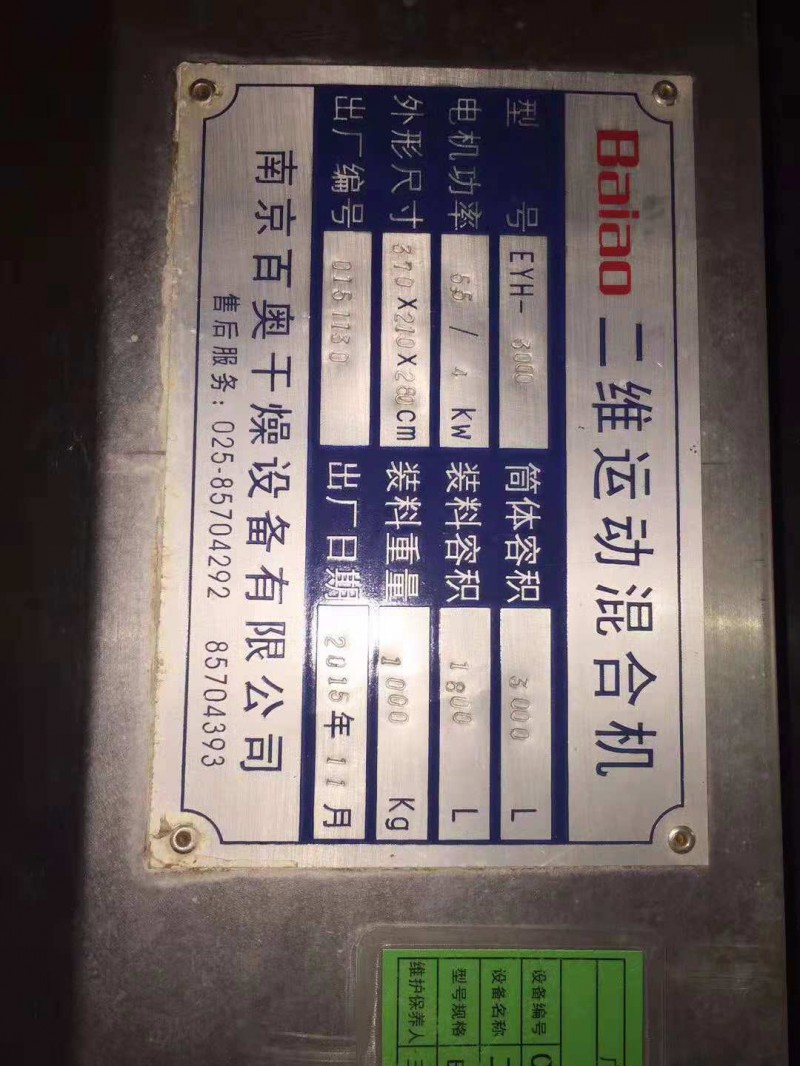 Baiao 二维运动混合机
型号 EYH-3000 筒体容积 3000 L
电机功率 5.5/4 kW 装料容积 1800 L
外形尺寸 370X210X280cm 装料重量 1000 Kg
出厂编号 0151130 出厂日期 2015年11月
南京百奥干燥设备有限公司
售后服务：025-85704292 85704393
设备编号
设备名称
型号规格
维护保养人